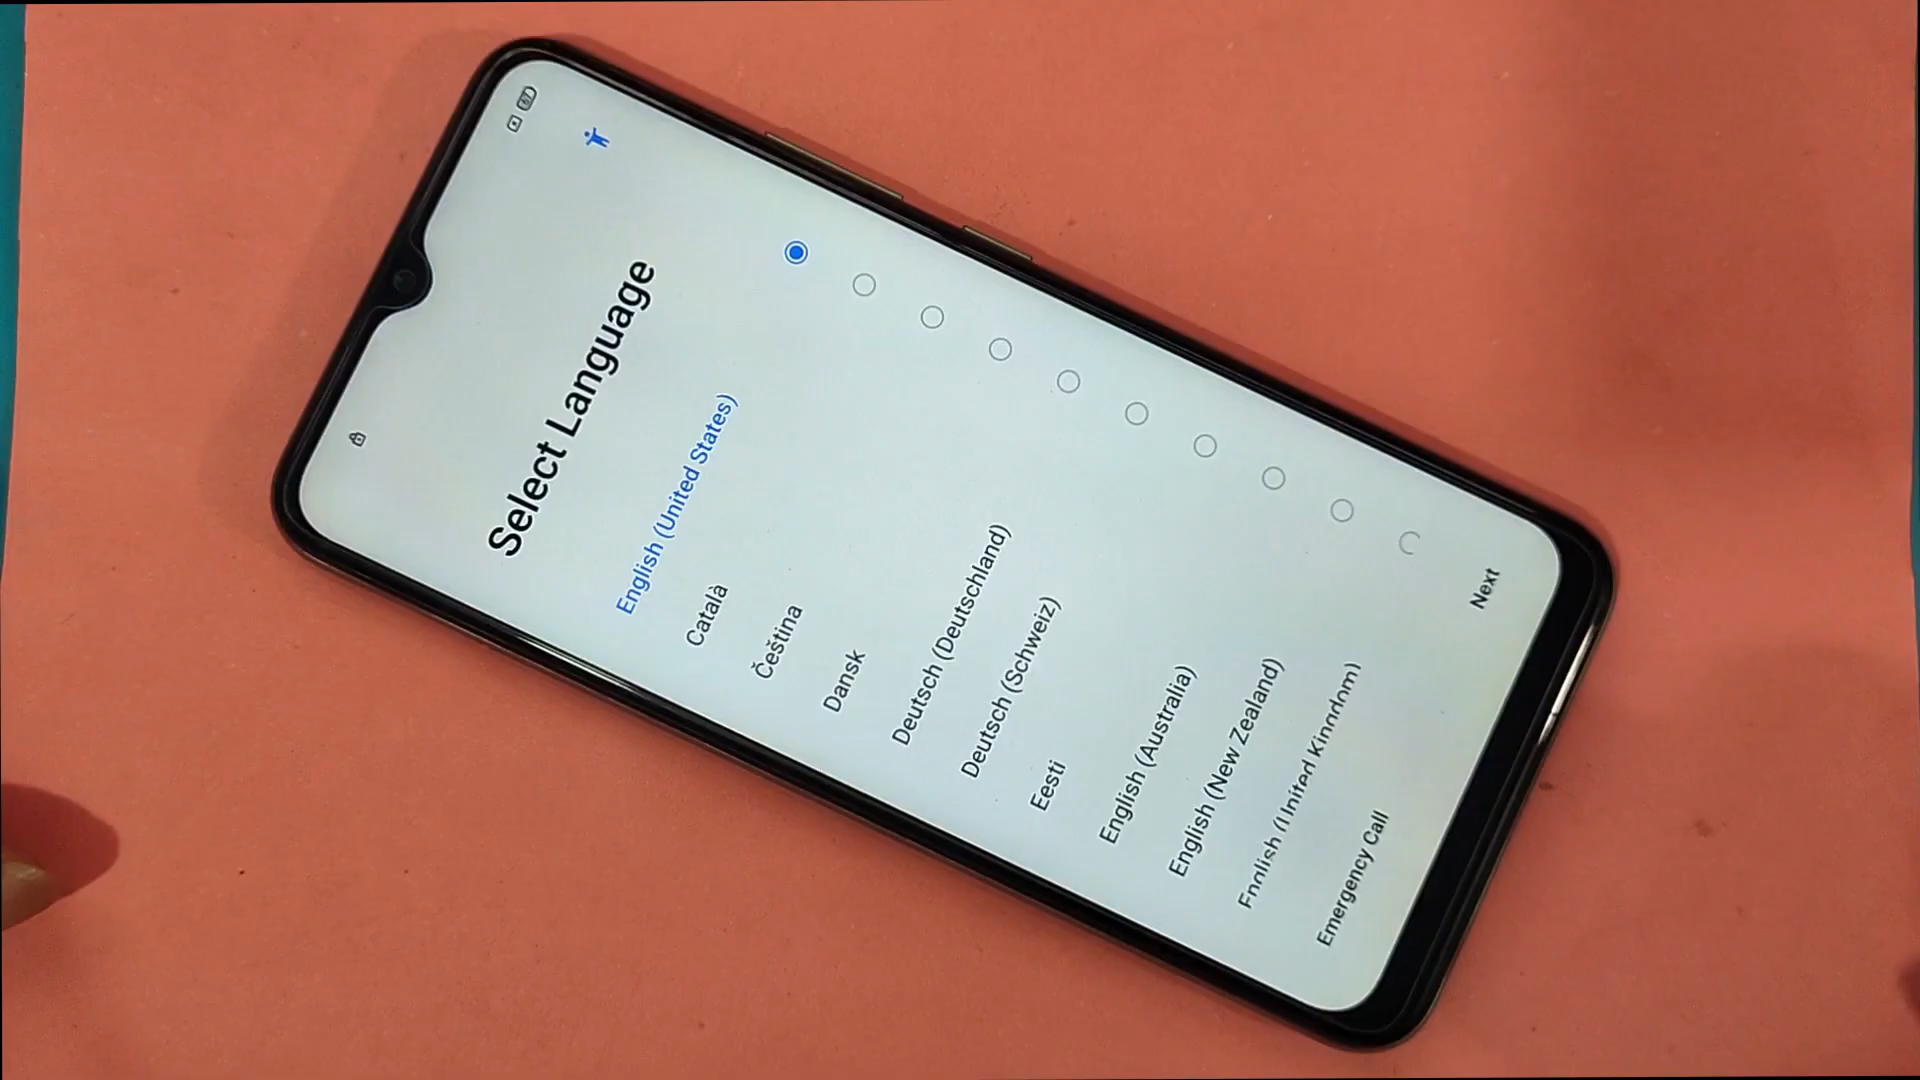 Select Language
English (United States)
Català
Čeština
Dansk
Deutsch (Deutschland)
Deutsch (Schweiz)
Eesti
English (Australia)
English (New Zealand)
English (United Kingdom)
Emergency Call
Next